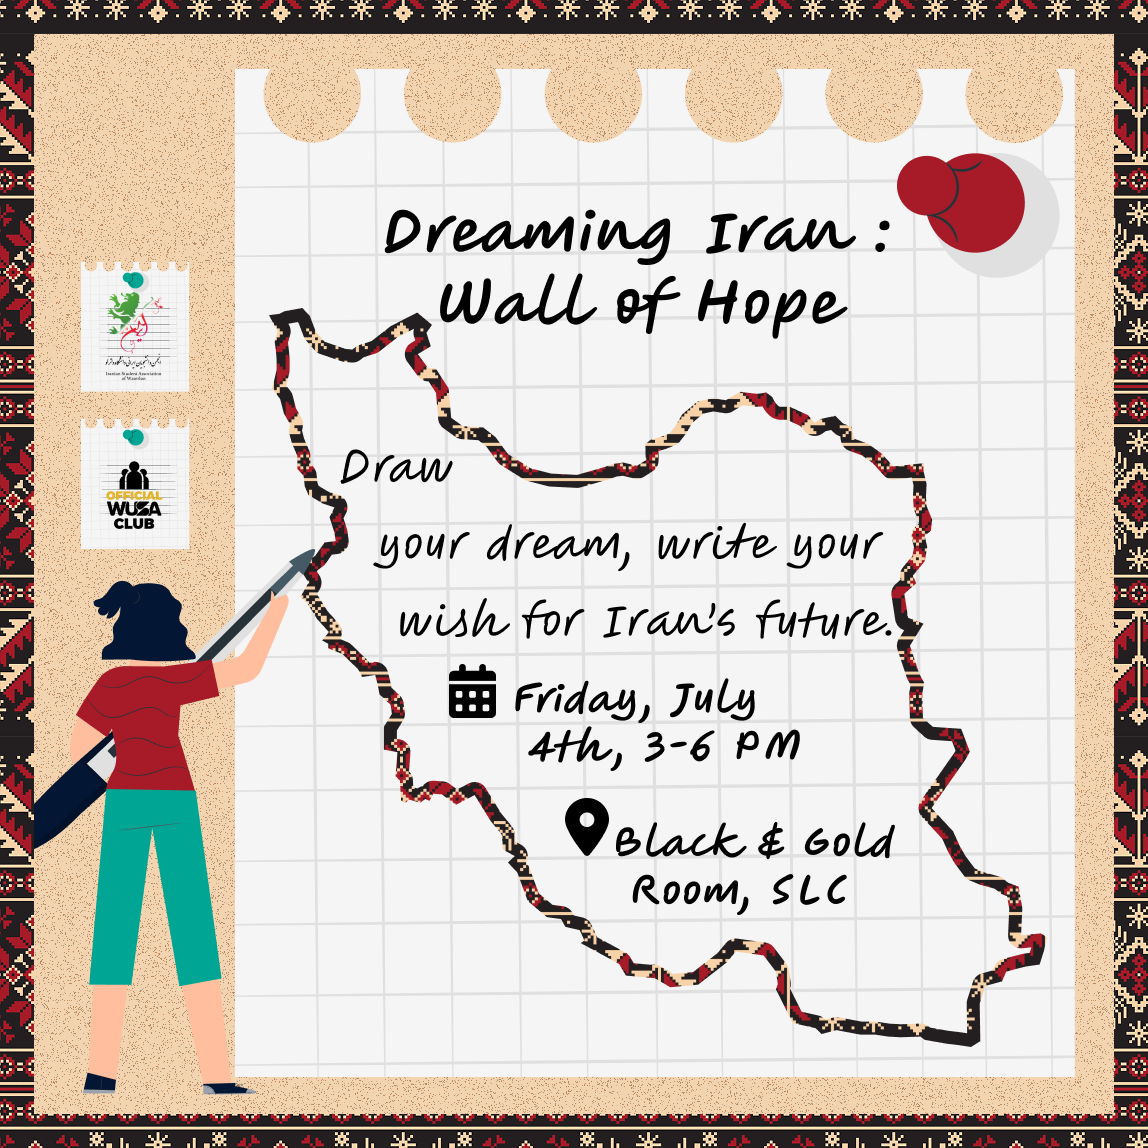 Dreaming Iran :
Wall of Hope
Draw
your dream, write your
wish for Iran's future.
Friday, July
4th, 3-6 PM
Black & Gold
Room, SLC
Iranian Student Association
of Waterloo
OFFICIAL
WUSA
CLUB